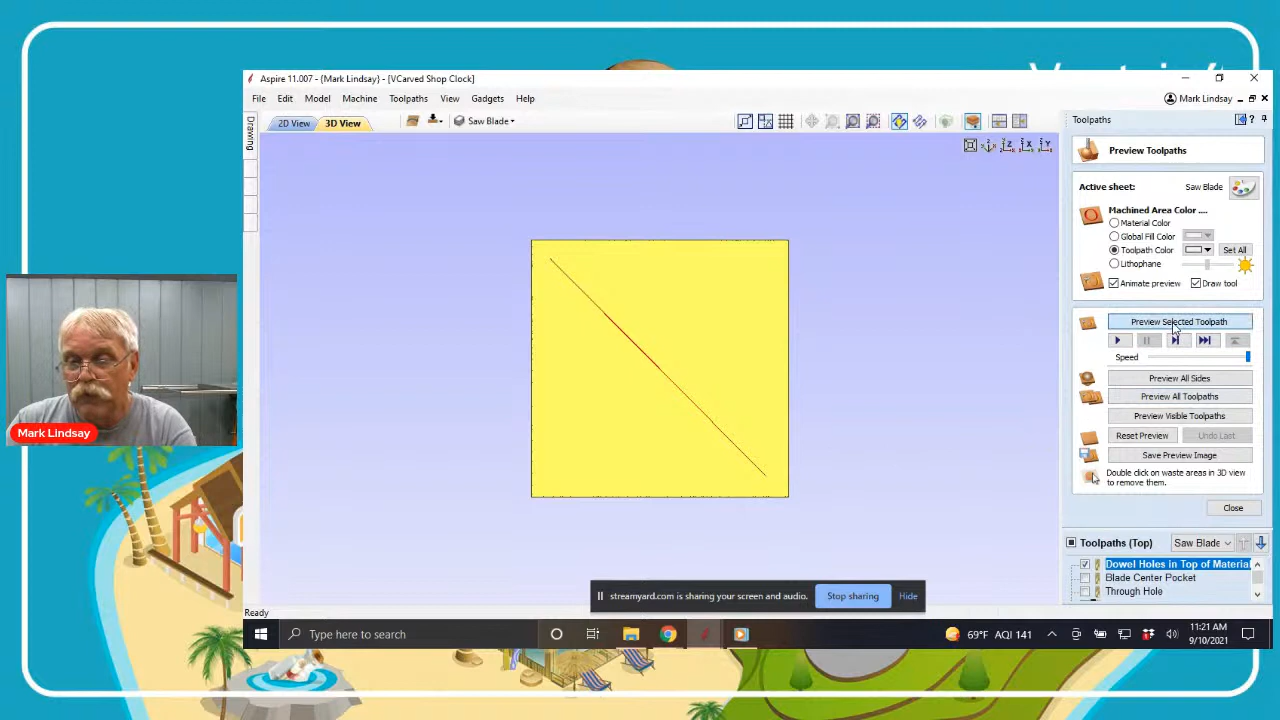 Aspire 11.007 - {Mark Lindsay} - [VCarved Shop Clock]
File Edit Model Machine Toolpaths View Gadgets Help
Mark Lindsay
2D View 3D View Saw Blade
Drawing
Toolpaths
Preview Toolpaths
Active sheet: Saw Blade
Machined Area Color ....
Material Color
Global Fill Color
Toolpath Color Set All
Lithophane
Animate preview Draw tool
Preview Selected Toolpath
Speed
Preview All Sides
Preview All Toolpaths
Preview Visible Toolpaths
Reset Preview Undo Last
Save Preview Image
Double click on waste areas in 3D view
to remove them.
Close
Toolpaths (Top) Saw Blade
Dowel Holes in Top of Material
Blade Center Pocket
Through Hole
Mark Lindsay
streamyard.com is sharing your screen and audio. Stop sharing Hide
Ready
Type here to search
69°F AQI 141
11:21 AM
9/10/2021